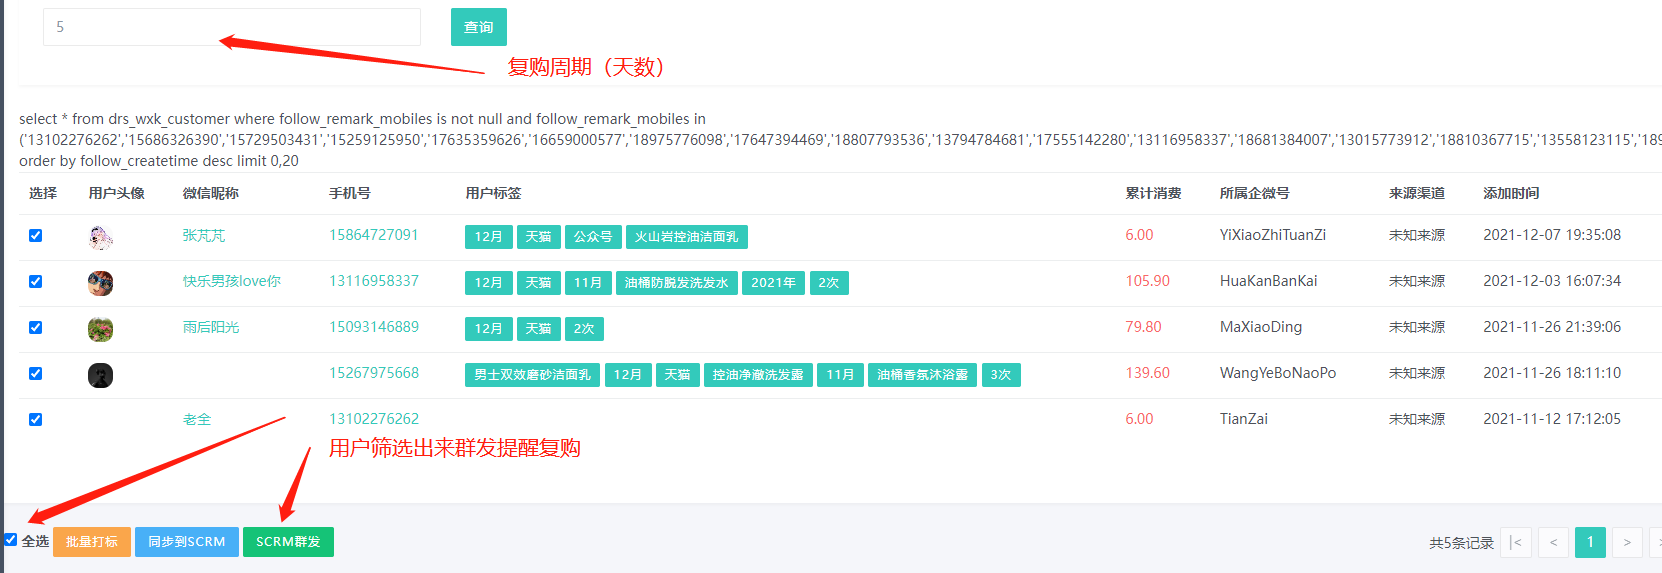 5
查询
复购周期（天数）
select * from drs_wxk_customer where follow_remark_mobiles is not null and follow_remark_mobiles in
('13102276262','15686326390','15729503431','15259125950','17635359626','16659000577','18975776098','17647394469','18807793536','13794784681','17555142280','13116958337','18681384007','13015773912','18810367715','13558123115','189
order by follow_createtime desc limit 0,20
选择 用户头像 微信昵称 手机号 用户标签 累计消费 所属企微号 来源渠道 添加时间
张芃芃 15864727091 12月 天猫 公众号 火山岩控油洁面乳 6.00 YiXiaoZhiTuanZi 未知来源 2021-12-07 19:35:08
快乐男孩love你 13116958337 12月 天猫 11月 油桶防脱发洗发水 2021年 2次 105.90 HuaKanBanKai 未知来源 2021-12-03 16:07:34
雨后阳光 15093146889 12月 天猫 2次 79.80 MaXiaoDing 未知来源 2021-11-26 21:39:06
15267975668 男士双效磨砂洁面乳 12月 天猫 控油净澈洗发露 11月 油桶香氛沐浴露 3次 139.60 WangYeBoNaoPo 未知来源 2021-11-26 18:11:10
老全 13102276262 6.00 TianZai 未知来源 2021-11-12 17:12:05
用户筛选出来群发提醒复购
全选 批量打标 同步到SCRM SCRM群发 共5条记录 |< < 1 > >